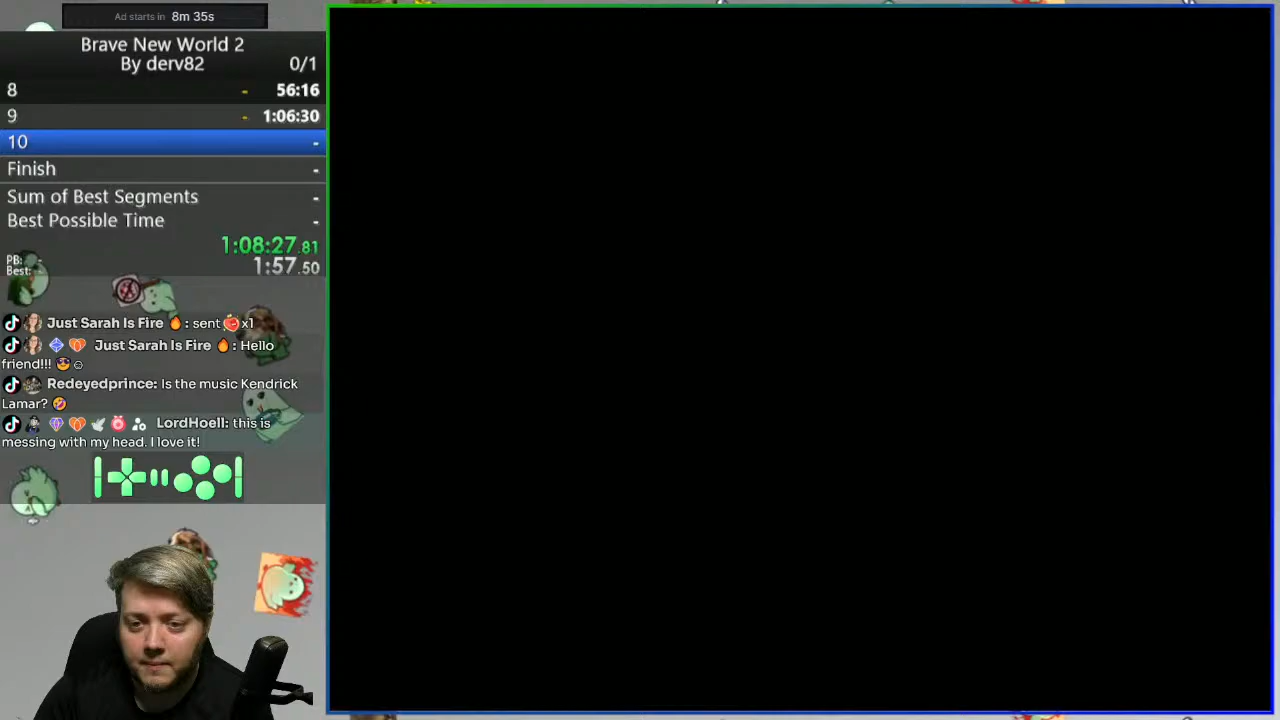 Ad starts in 8m 35s
Brave New World 2
By derv82 0/1
8 - 56:16
9 - 1:06:30
10 -
Finish -
Sum of Best Segments -
Best Possible Time -
1:08:27.81
PB: -
Best: 1:57.50
Just Sarah Is Fire 🔥: sent x1
Just Sarah Is Fire 🔥: Hello
friend!!! 😎☺
Redeyedprince: Is the music Kendrick
Lamar? 🤣
LordHoell: this is
messing with my head. I love it!